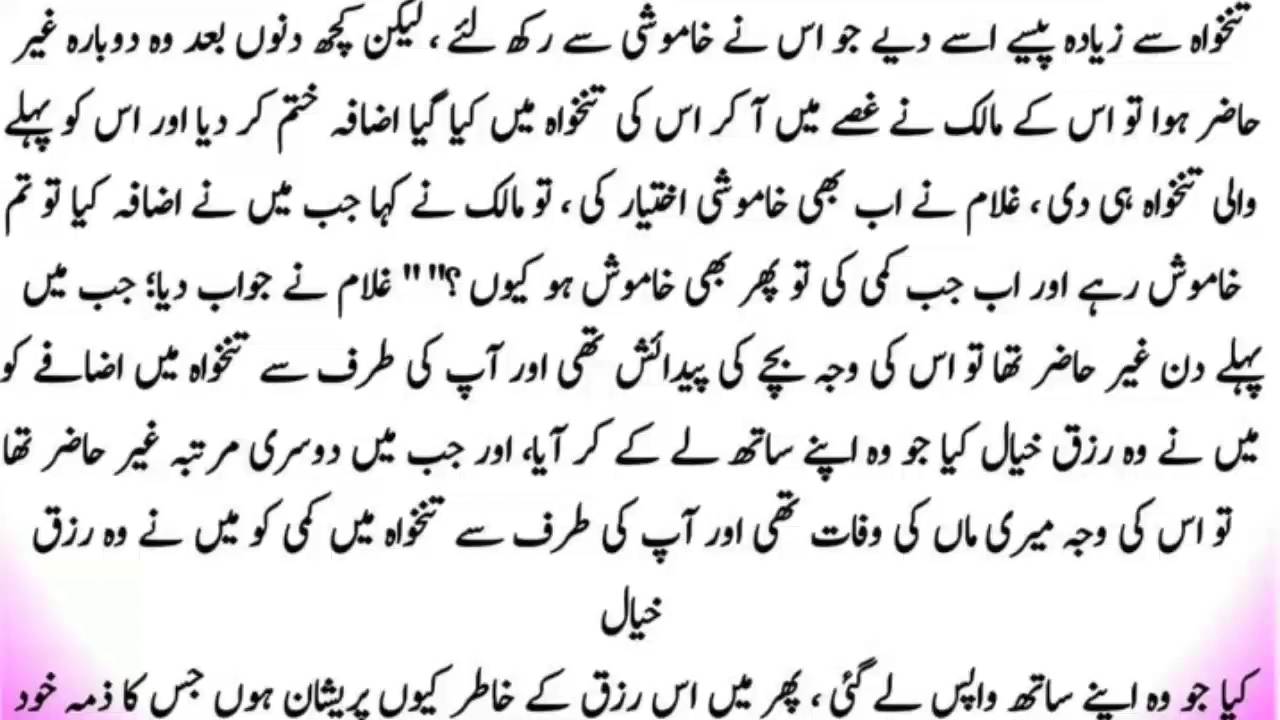 تنخواہ سے زیادہ پیسے اسے دیے جو اس نے خاموشی سے رکھ لئے، لیکن کچھ دنوں بعد وہ دوبارہ غیر
حاضر ہوا تو اس کے مالک نے غصے میں آ کر اس کی تنخواہ میں کیا گیا اضافہ ختم کر دیا اور اس کو پہلے
والی تنخواہ ہی دی، غلام نے اب بھی خاموشی اختیار کی، تو مالک نے کہا جب میں نے اضافہ کیا تو تم
خاموش رہے اور اب جب کمی کی تو پھر بھی خاموش ہو کیوں؟"" غلام نے جواب دیا؛ جب میں
پہلے دن غیر حاضر تھا تو اس کی وجہ بچے کی پیدائش تھی اور آپ کی طرف سے تنخواہ میں اضافے کو
میں نے وہ رزق خیال کیا جو وہ اپنے ساتھ لے کے کر آیا، اور جب میں دوسری مرتبہ غیر حاضر تھا
تو اس کی وجہ میری ماں کی وفات تھی اور آپ کی طرف سے تنخواہ میں کمی کو میں نے وہ رزق
خیال
کیا جو وہ اپنے ساتھ واپس لے گئی، پھر میں اس رزق کے خاطر کیوں پریشان ہوں جس کا ذمہ خود